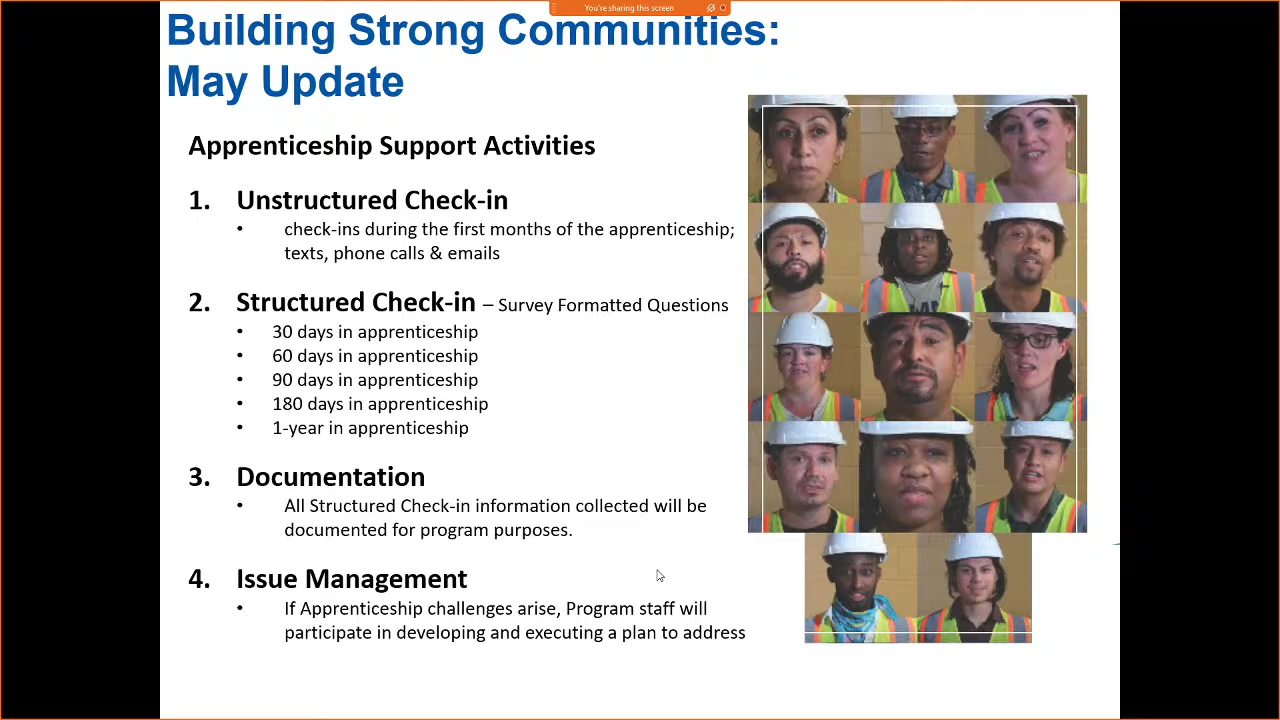 You're sharing this screen
Building Strong Communities:
May Update
Apprenticeship Support Activities
1. Unstructured Check-in
• check-ins during the first months of the apprenticeship;
texts, phone calls & emails
2. Structured Check-in – Survey Formatted Questions
• 30 days in apprenticeship
• 60 days in apprenticeship
• 90 days in apprenticeship
• 180 days in apprenticeship
• 1-year in apprenticeship
3. Documentation
• All Structured Check-in information collected will be
documented for program purposes.
4. Issue Management
• If Apprenticeship challenges arise, Program staff will
participate in developing and executing a plan to address